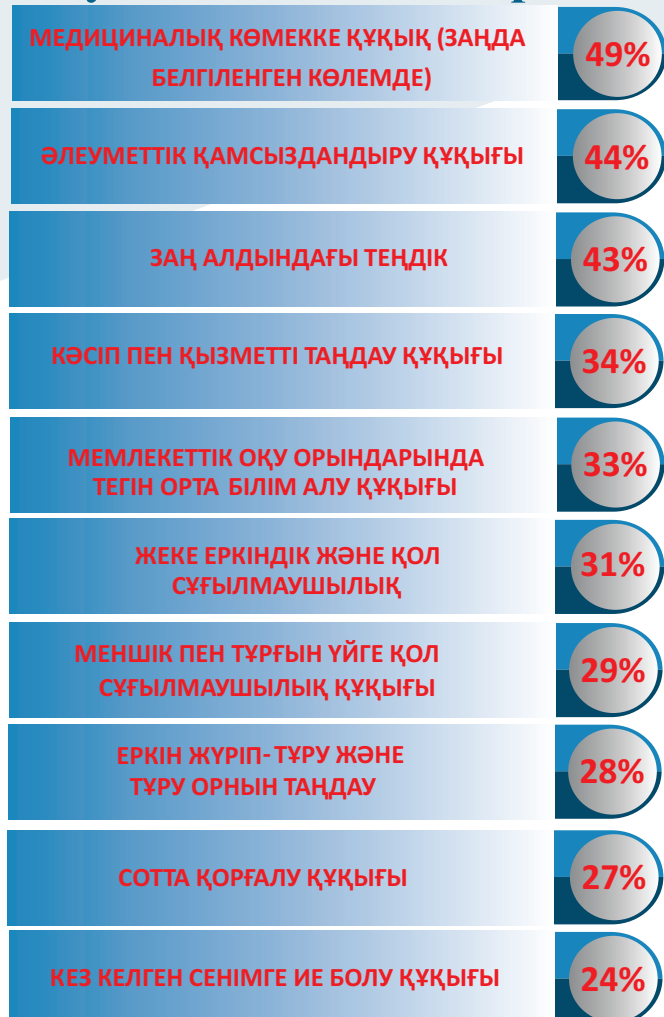 МЕДИЦИНАЛЫҚ КӨМЕККЕ ҚҰҚЫҚ (ЗАҢДА
БЕЛГІЛЕНГЕН КӨЛЕМДЕ)
49%
ӘЛЕУМЕТТІК ҚАМСЫЗДАНДЫРУ ҚҰҚЫҒЫ
44%
ЗАҢ АЛДЫНДАҒЫ ТЕҢДІК
43%
КӘСІП ПЕН ҚЫЗМЕТТІ ТАҢДАУ ҚҰҚЫҒЫ
34%
МЕМЛЕКЕТТІК ОҚУ ОРЫНДАРЫНДА
ТЕГІН ОРТА БІЛІМ АЛУ ҚҰҚЫҒЫ
33%
ЖЕКЕ ЕРКІНДІК ЖӘНЕ ҚОЛ
СҰҒЫЛМАУШЫЛЫҚ
31%
МЕНШІК ПЕН ТҰРҒЫН ҮЙГЕ ҚОЛ
СҰҒЫЛМАУШЫЛЫҚ ҚҰҚЫҒЫ
29%
ЕРКІН ЖҮРІП-ТҰРУ ЖӘНЕ
ТҰРУ ОРНЫН ТАҢДАУ
28%
СОТТА ҚОРҒАЛУ ҚҰҚЫҒЫ
27%
КЕЗ КЕЛГЕН СЕНІМГЕ ИЕ БОЛУ ҚҰҚЫҒЫ
24%